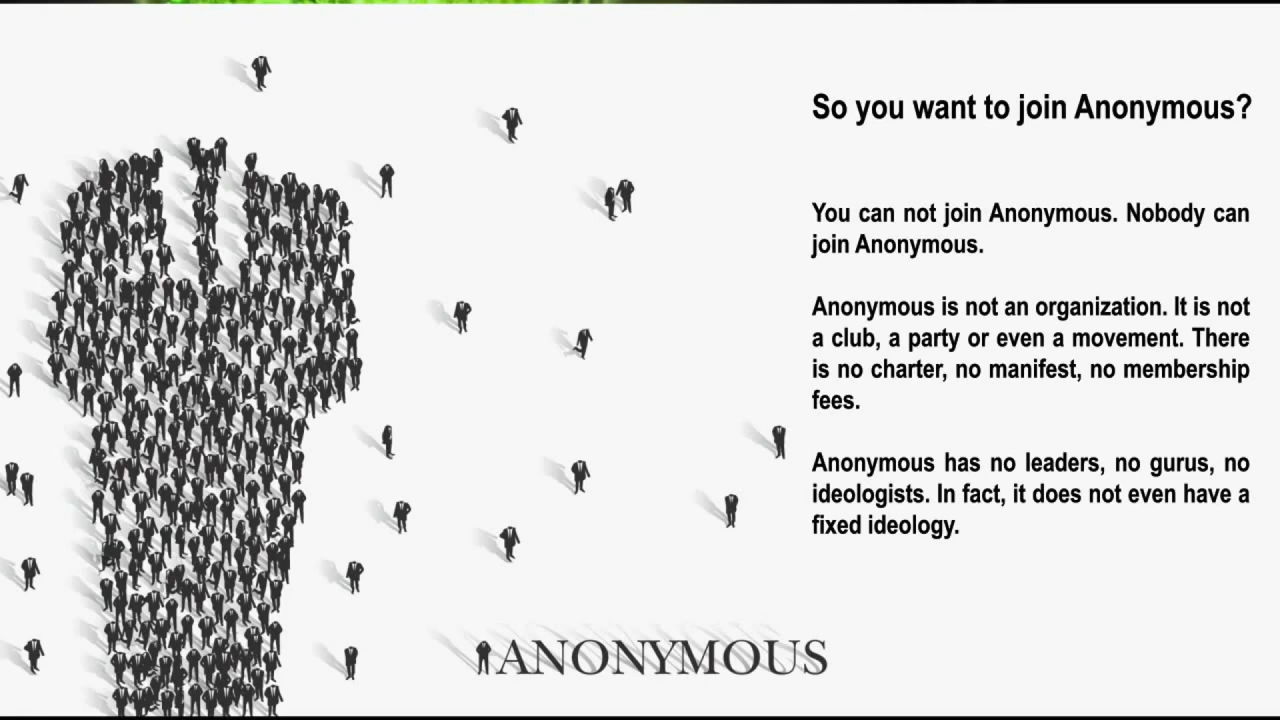 So you want to join Anonymous?
You can not join Anonymous. Nobody can
join Anonymous.
Anonymous is not an organization. It is not
a club, a party or even a movement. There
is no charter, no manifest, no membership
fees.
Anonymous has no leaders, no gurus, no
ideologists. In fact, it does not even have a
fixed ideology.
ANONYMOUS